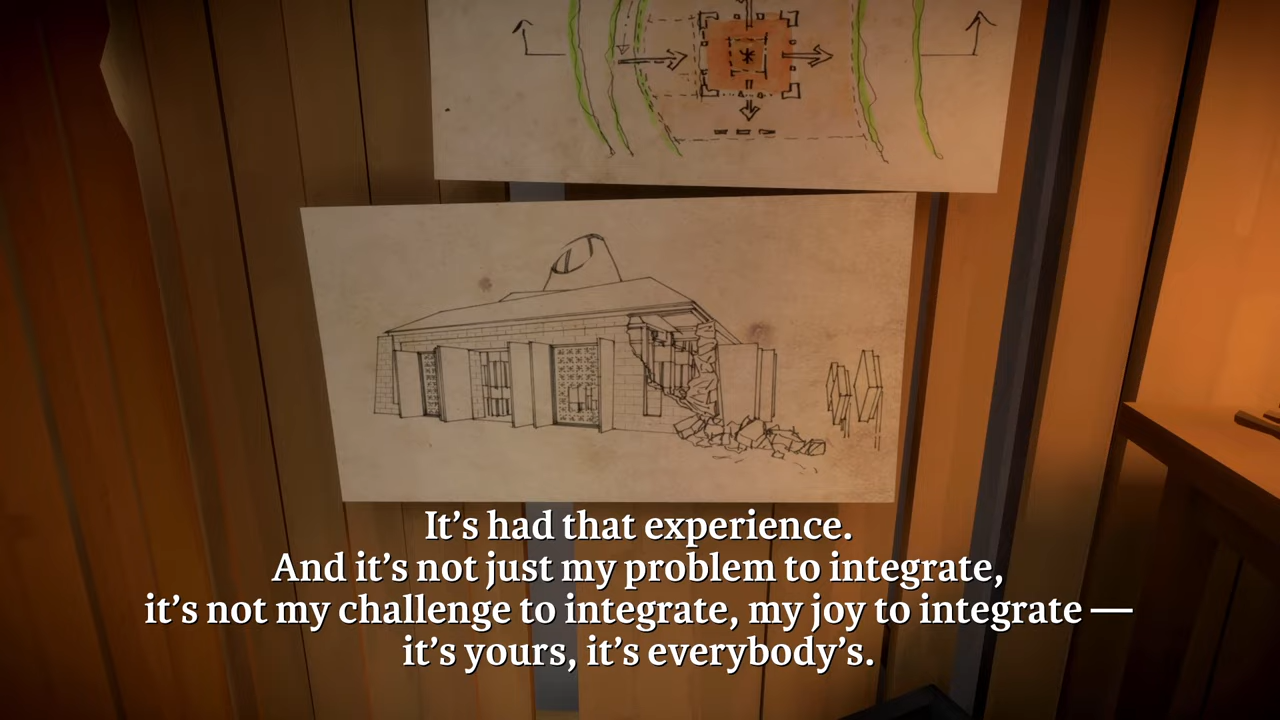 It’s had that experience.
And it’s not just my problem to integrate,
it’s not my challenge to integrate, my joy to integrate —
it’s yours, it’s everybody’s.